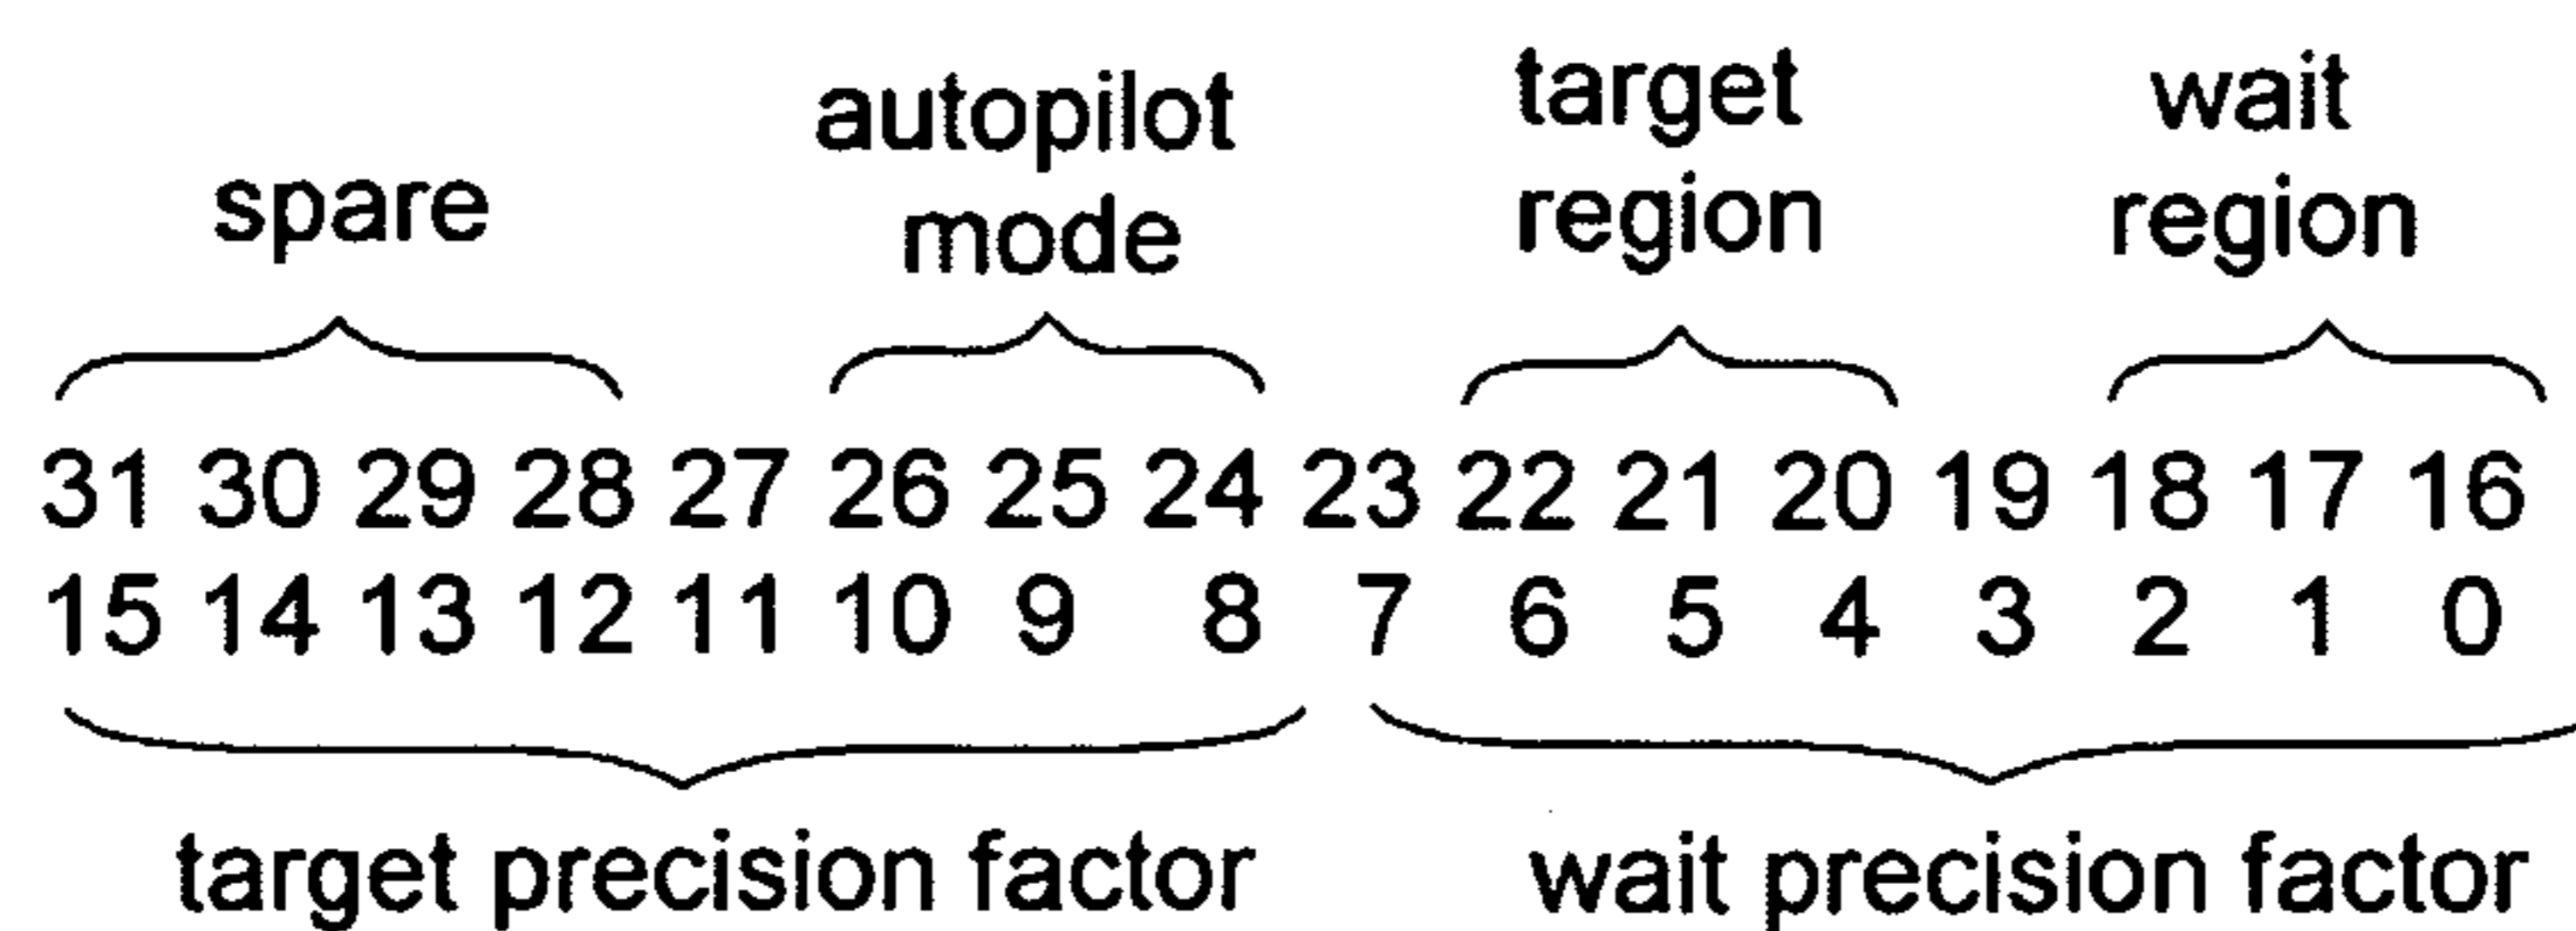 spare
autopilot
mode
target
region
wait
region
31 30 29 28 27 26 25 24 23 22 21 20 19 18 17 16
15 14 13 12 11 10 9 8 7 6 5 4 3 2 1 0
target precision factor
wait precision factor